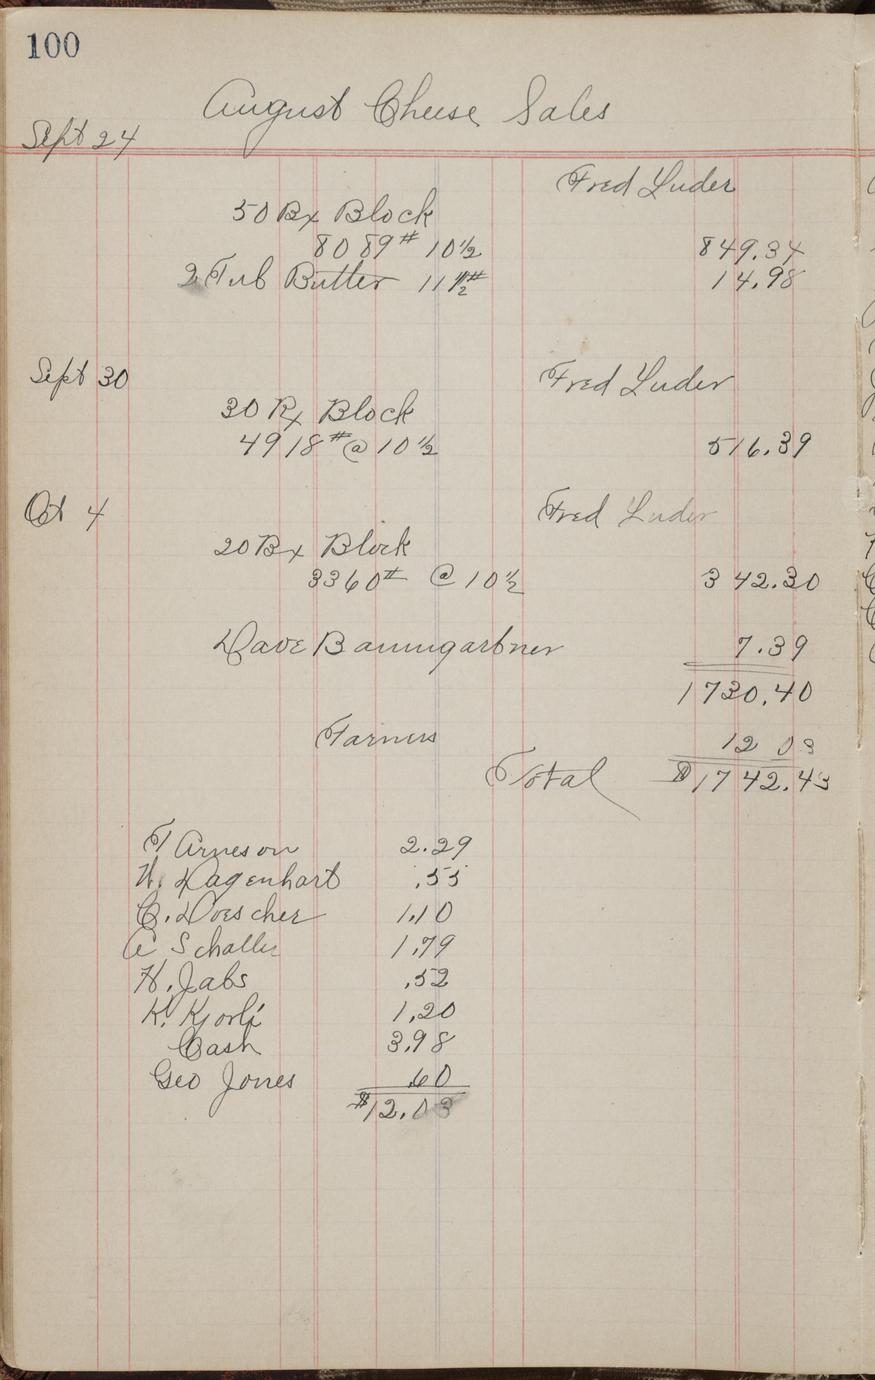 100
August Cheese Sales
Sept 24
Fred Luder
50 Bx Block
8089# 10½ 849.34
2 Tub Butter 11½# 14.98
Sept 30 Fred Luder
30 Bx Block
4918# @ 10½ 516.39
Oct 4 Fred Luder
20 Bx Block
3360# @ 10½ 342.30
Dave Baumgartner 7.39
1730.40
Farmers 12 03
Total $1742.43
T Arneson 2.29
H. Dagenhart .55
C. Doescher 1.10
E Schaller 1.79
H. Jabs .52
K. Kjorli 1.20
Cash 3.98
Geo Jones .60
$12.03